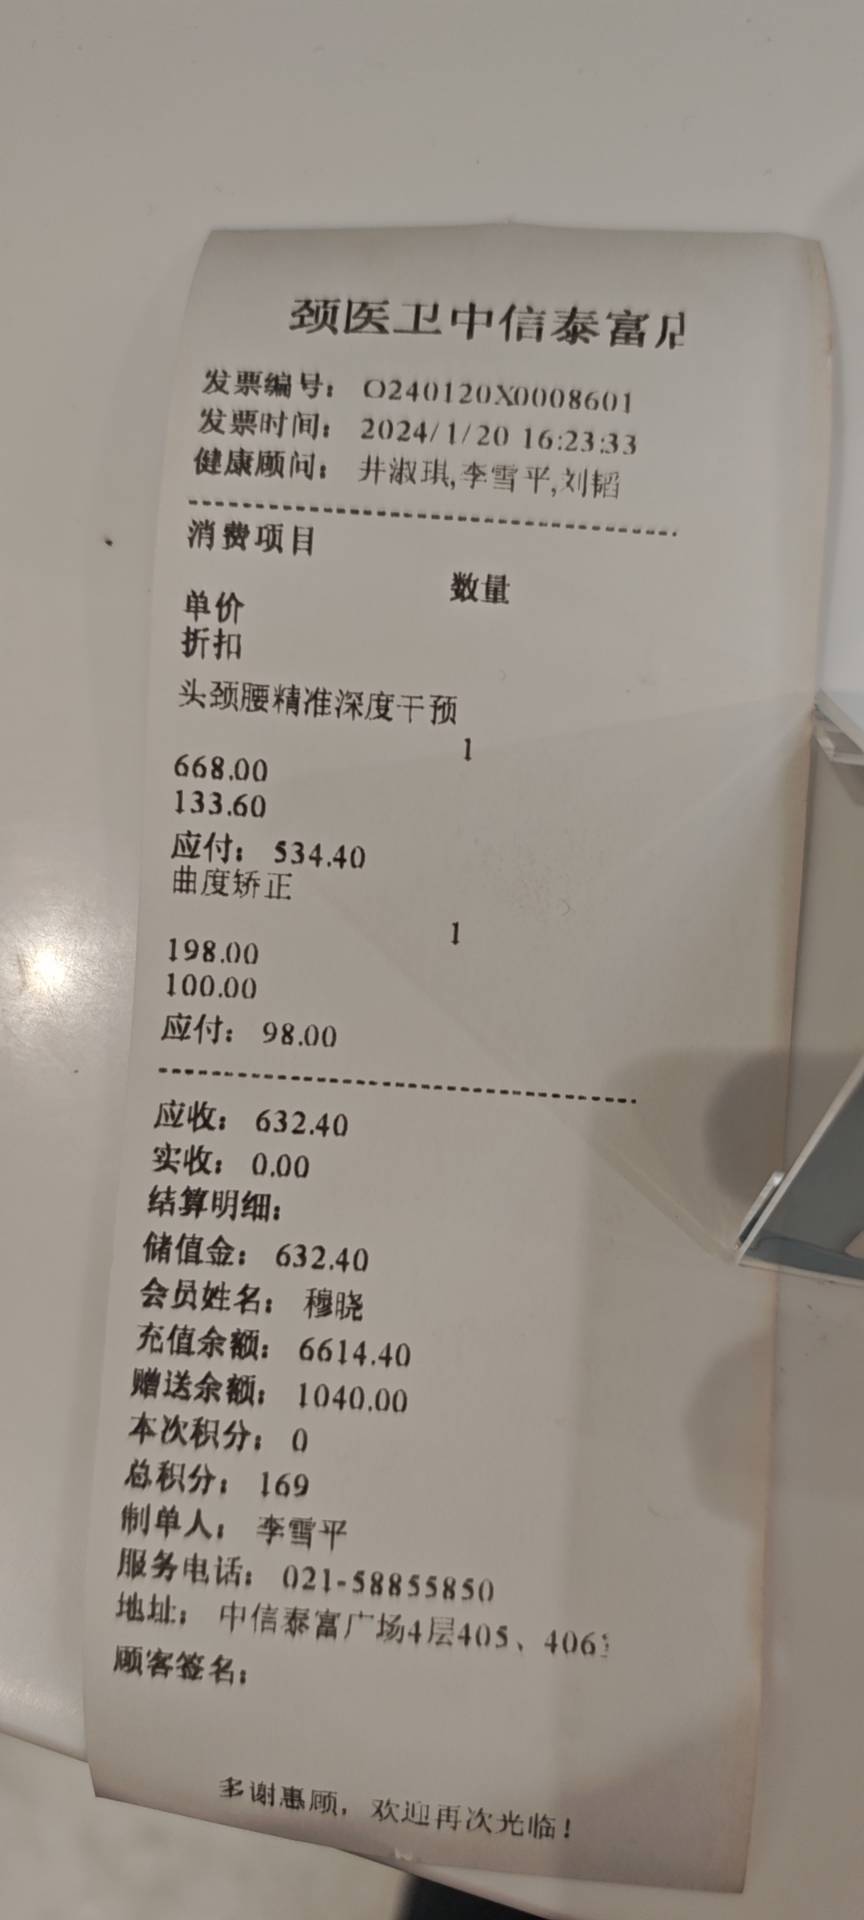 颈医卫中信泰富店
发票编号： O240120X0008601
发票时间： 2024/1/20 16:23:33
健康顾问： 井淑琪,李雪平,刘韬
消费项目
数量
单价
折扣
头颈腰精准深度干预
1
668.00
133.60
应付： 534.40
曲度矫正
1
198.00
100.00
应付： 98.00
应收： 632.40
实收： 0.00
结算明细：
储值金： 632.40
会员姓名： 穆晓
充值余额： 6614.40
赠送余额： 1040.00
本次积分： 0
总积分： 169
制单人： 李雪平
服务电话： 021-58855850
地址： 中信泰富广场4层405、406
顾客签名：
多谢惠顾，欢迎再次光临！